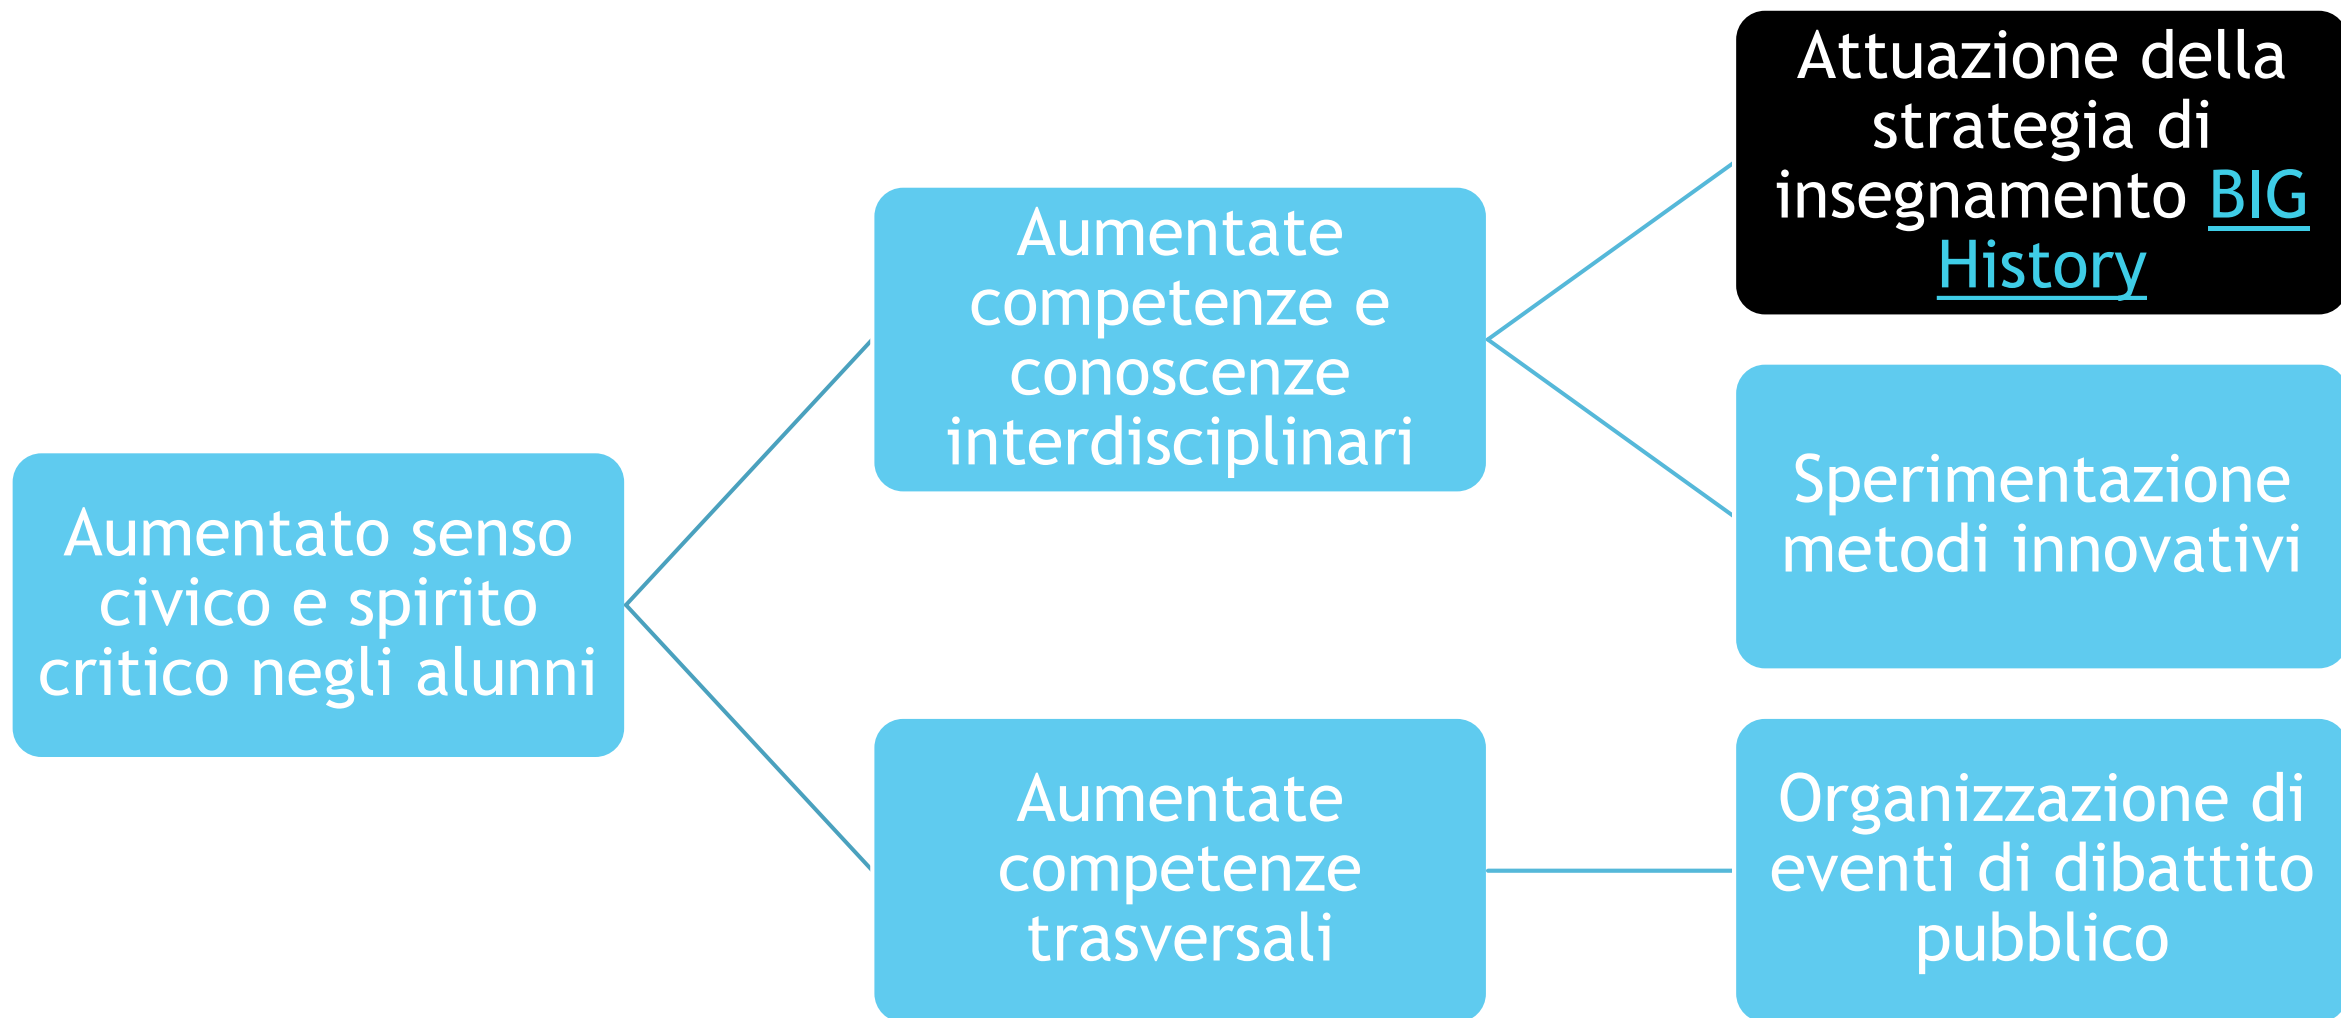 Attuazione della
strategia di
insegnamento BIG
History
Aumentate
competenze e
conoscenze
interdisciplinari
Sperimentazione
metodi innovativi
Aumentato senso
civico e spirito
critico negli alunni
Aumentate
competenze
trasversali
Organizzazione di
eventi di dibattito
pubblico